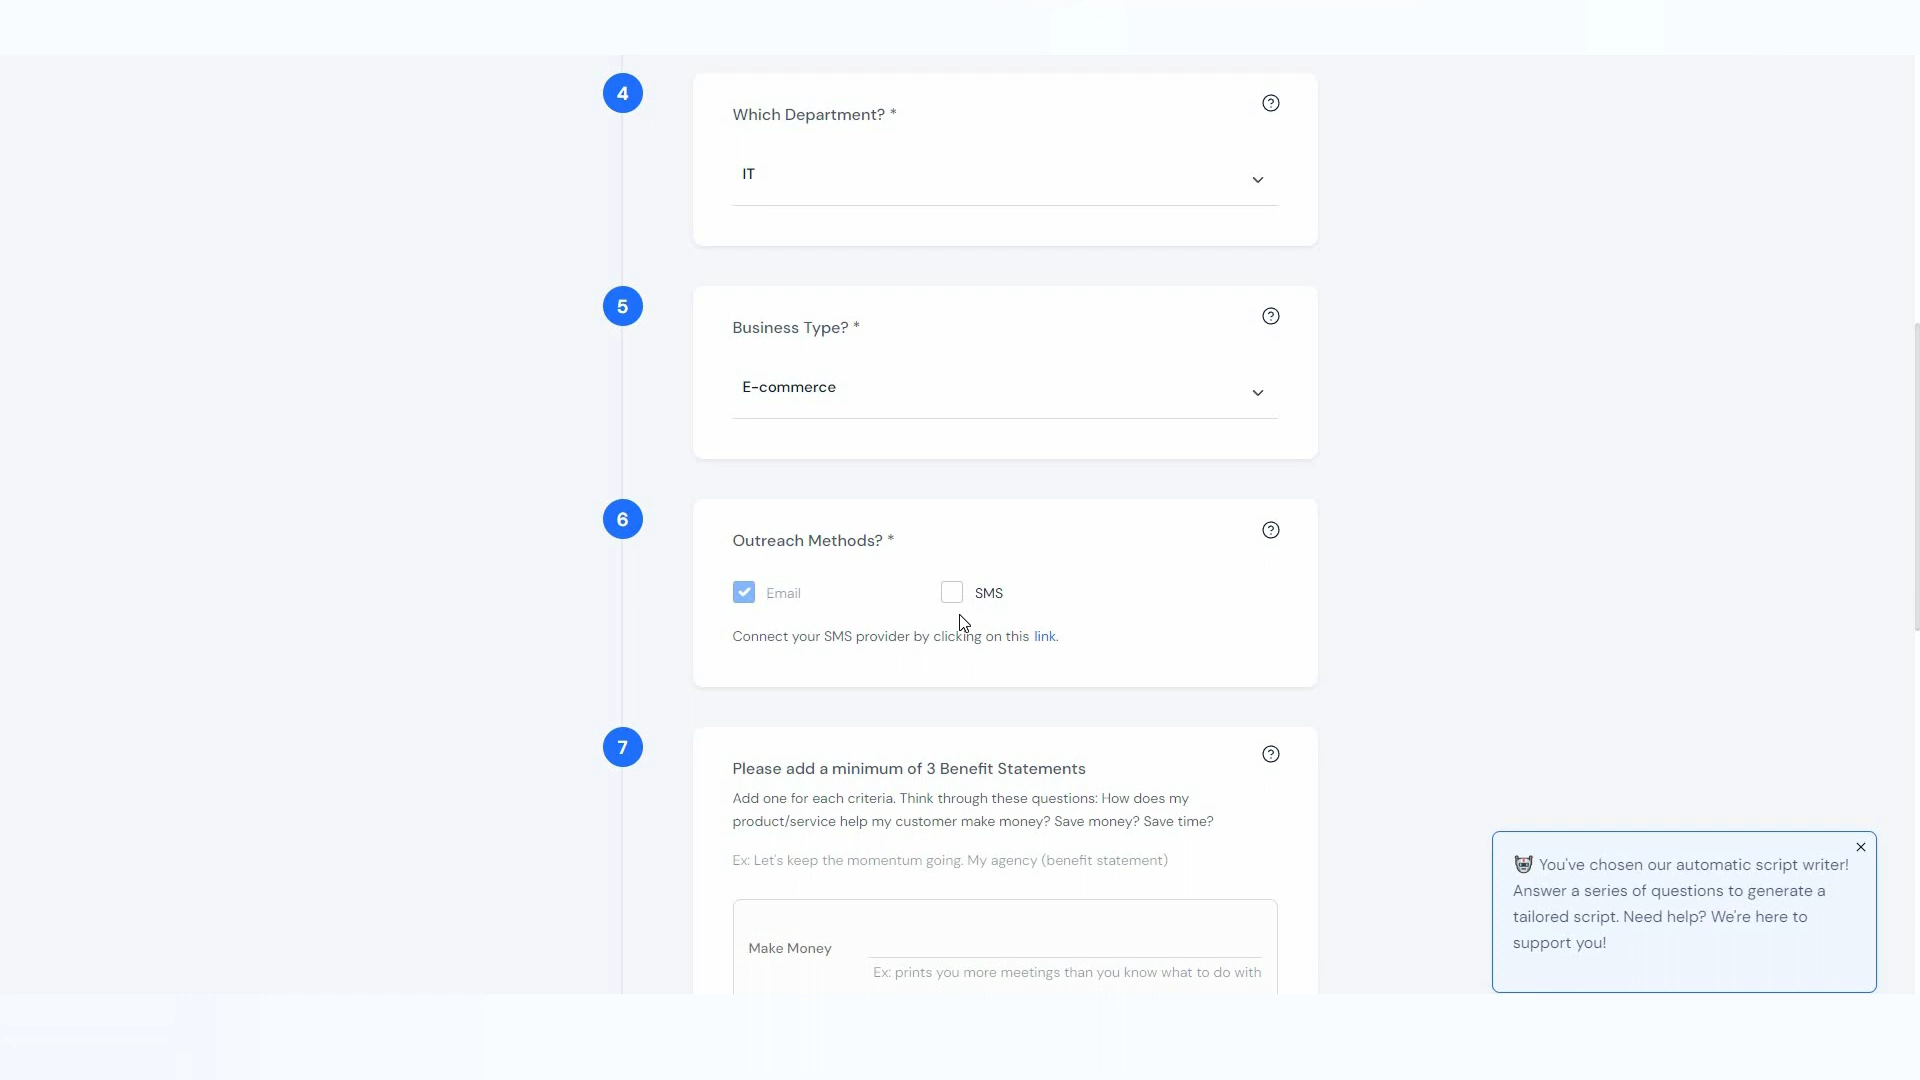 4
Which Department? *
IT
5
Business Type? *
E-commerce
6
Outreach Methods? *
Email
SMS
Connect your SMS provider by clicking on this link.
7
Please add a minimum of 3 Benefit Statements
Add one for each criteria. Think through these questions: How does my
product/service help my customer make money? Save money? Save time?
Ex: Let's keep the momentum going. My agency (benefit statement)
Make Money
Ex: prints you more meetings than you know what to do with
You've chosen our automatic script writer!
Answer a series of questions to generate a
tailored script. Need help? We're here to
support you!